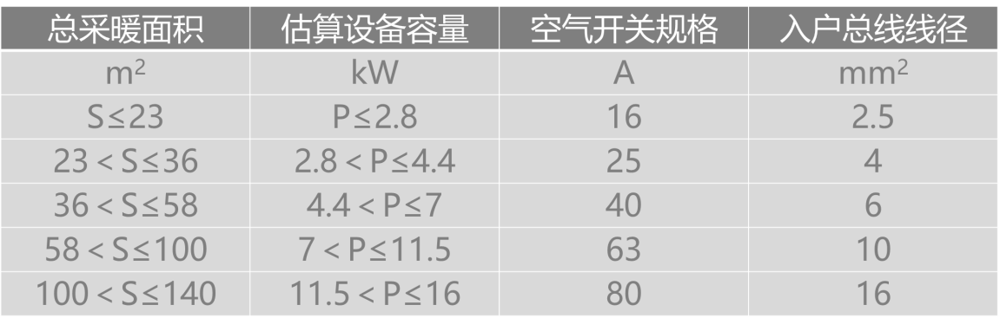 总采暖面积 估算设备容量 空气开关规格 入户总线线径
m² kW A mm²
S≤23 P≤2.8 16 2.5
23＜S≤36 2.8＜P≤4.4 25 4
36＜S≤58 4.4＜P≤7 40 6
58＜S≤100 7＜P≤11.5 63 10
100＜S≤140 11.5＜P≤16 80 16